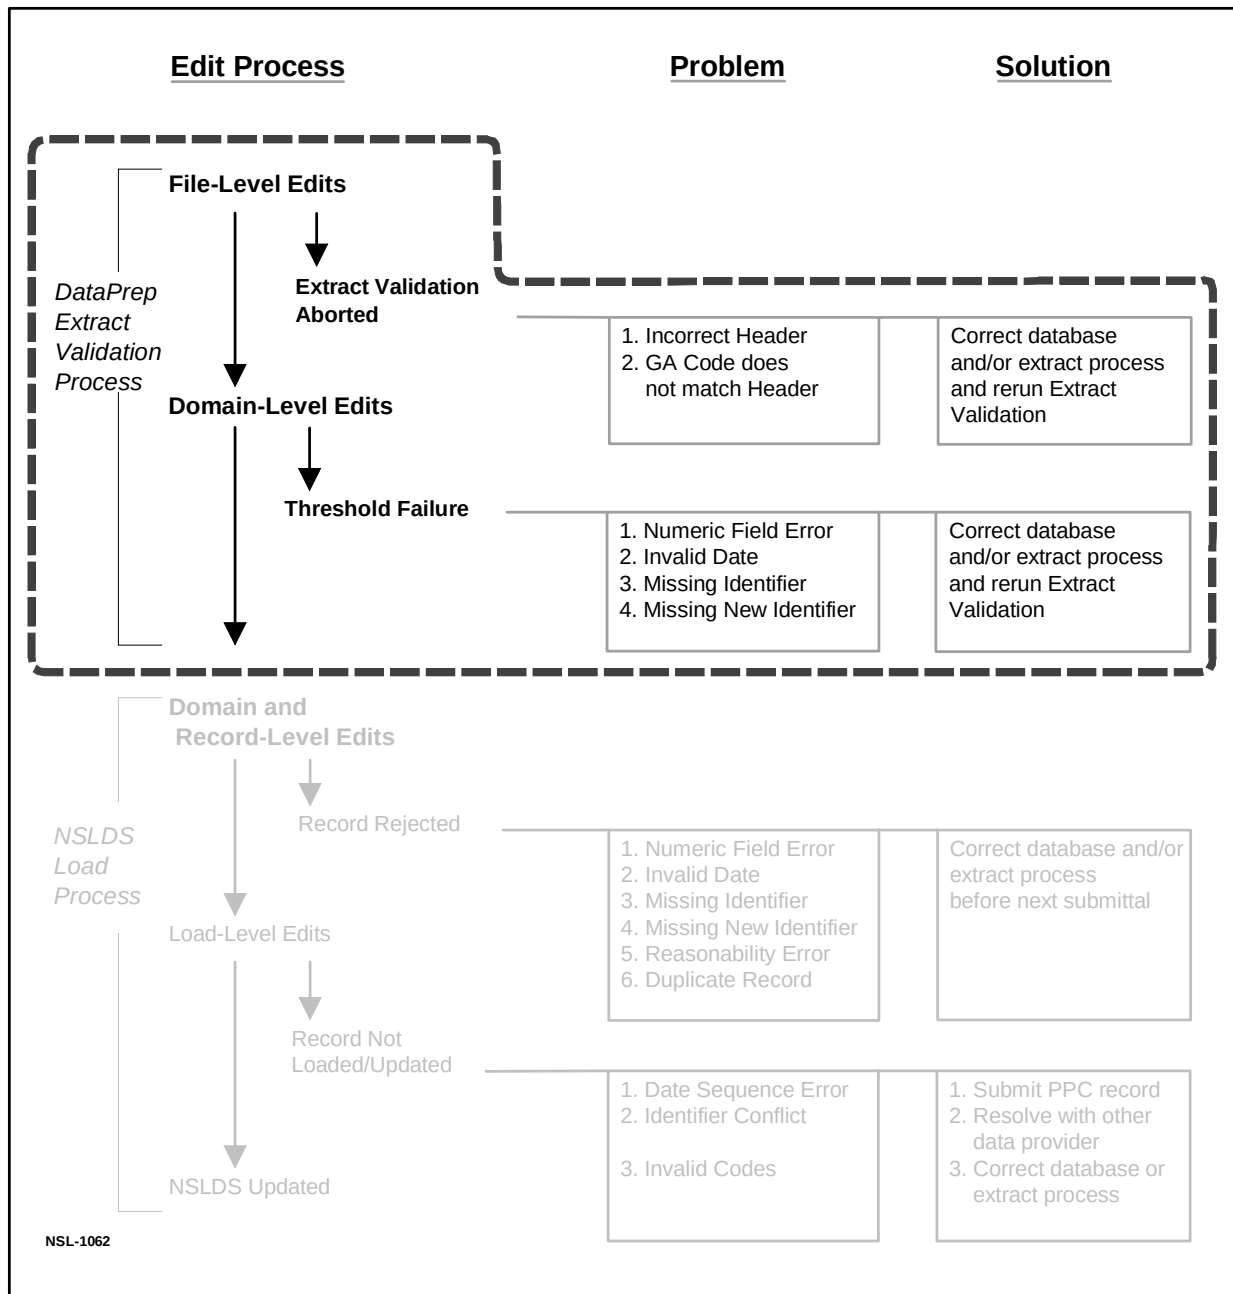 Edit Process
Problem
Solution
File-Level Edits
DataPrep
Extract
Validation
Process
Extract Validation
Aborted
1. Incorrect Header
2. GA Code does
not match Header
Correct database
and/or extract process
and rerun Extract
Validation
Domain-Level Edits
Threshold Failure
1. Numeric Field Error
2. Invalid Date
3. Missing Identifier
4. Missing New Identifier
Correct database
and/or extract process
and rerun Extract
Validation
Domain and
Record-Level Edits
NSLDS
Load
Process
Record Rejected
1. Numeric Field Error
2. Invalid Date
3. Missing Identifier
4. Missing New Identifier
5. Reasonability Error
6. Duplicate Record
Correct database and/or
extract process
before next submittal
Load-Level Edits
Record Not
Loaded/Updated
1. Date Sequence Error
2. Identifier Conflict
3. Invalid Codes
1. Submit PPC record
2. Resolve with other
data provider
3. Correct database or
extract process
NSLDS Updated
NSL-1062